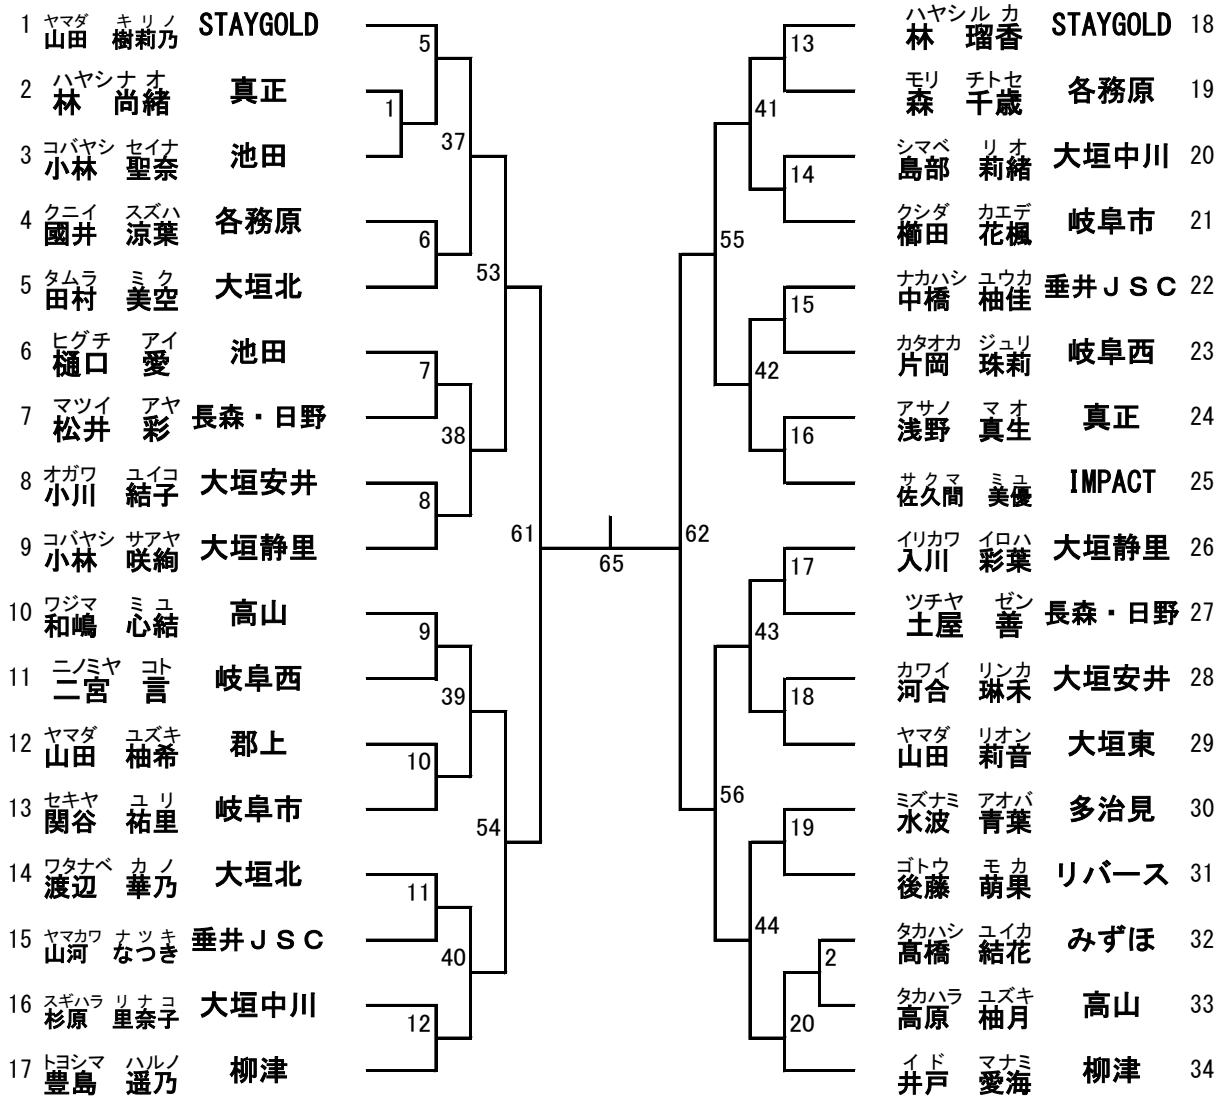 ヤマダ キリノ
1 山田 樹莉乃 STAYGOLD
ハヤシ ナオ
2 林 尚緒 真正
コバヤシ セイナ
3 小林 聖奈 池田
クニイ スズハ
4 國井 涼葉 各務原
タムラ ミク
5 田村 美空 大垣北
ヒグチ アイ
6 樋口 愛 池田
マツイ アヤ
7 松井 彩 長森・日野
オガワ ユイコ
8 小川 結子 大垣安井
コバヤシ サアヤ
9 小林 咲絢 大垣静里
ワジマ ミユ
10 和嶋 心結 高山
ニノミヤ コト
11 二宮 言 岐阜西
ヤマダ ユズキ
12 山田 柚希 郡上
セキヤ ユリ
13 関谷 祐里 岐阜市
ワタナベ カノ
14 渡辺 華乃 大垣北
ヤマカワ ナツキ
15 山河 なつき 垂井ＪＳＣ
スギハラ リナコ
16 杉原 里奈子 大垣中川
トヨシマ ハルノ
17 豊島 遥乃 柳津
5
1
37
6
53
7
38
8
61
9
39
10
54
11
40
12
65
62
13
41
14
55
15
42
16
17
43
18
56
19
44
2
20
ハヤシ ルカ
林 瑠香 STAYGOLD 18
モリ チトセ
森 千歳 各務原 19
シマベ リオ
島部 莉緒 大垣中川 20
クシダ カエデ
櫛田 花楓 岐阜市 21
ナカハシ ユウカ
中橋 柚佳 垂井ＪＳＣ 22
カタオカ ジュリ
片岡 珠莉 岐阜西 23
アサノ マオ
浅野 真生 真正 24
サクマ ミユ
佐久間 美優 IMPACT 25
イリカワ イロハ
入川 彩葉 大垣静里 26
ツチヤ ゼン
土屋 善 長森・日野 27
カワイ リンカ
河合 琳禾 大垣安井 28
ヤマダ リオン
山田 莉音 大垣東 29
ミズナミ アオバ
水波 青葉 多治見 30
ゴトウ モカ
後藤 萌果 リバース 31
タカハシ ユイカ
髙橋 結花 みずほ 32
タカハラ ユズキ
高原 柚月 高山 33
イド マナミ
井戸 愛海 柳津 34